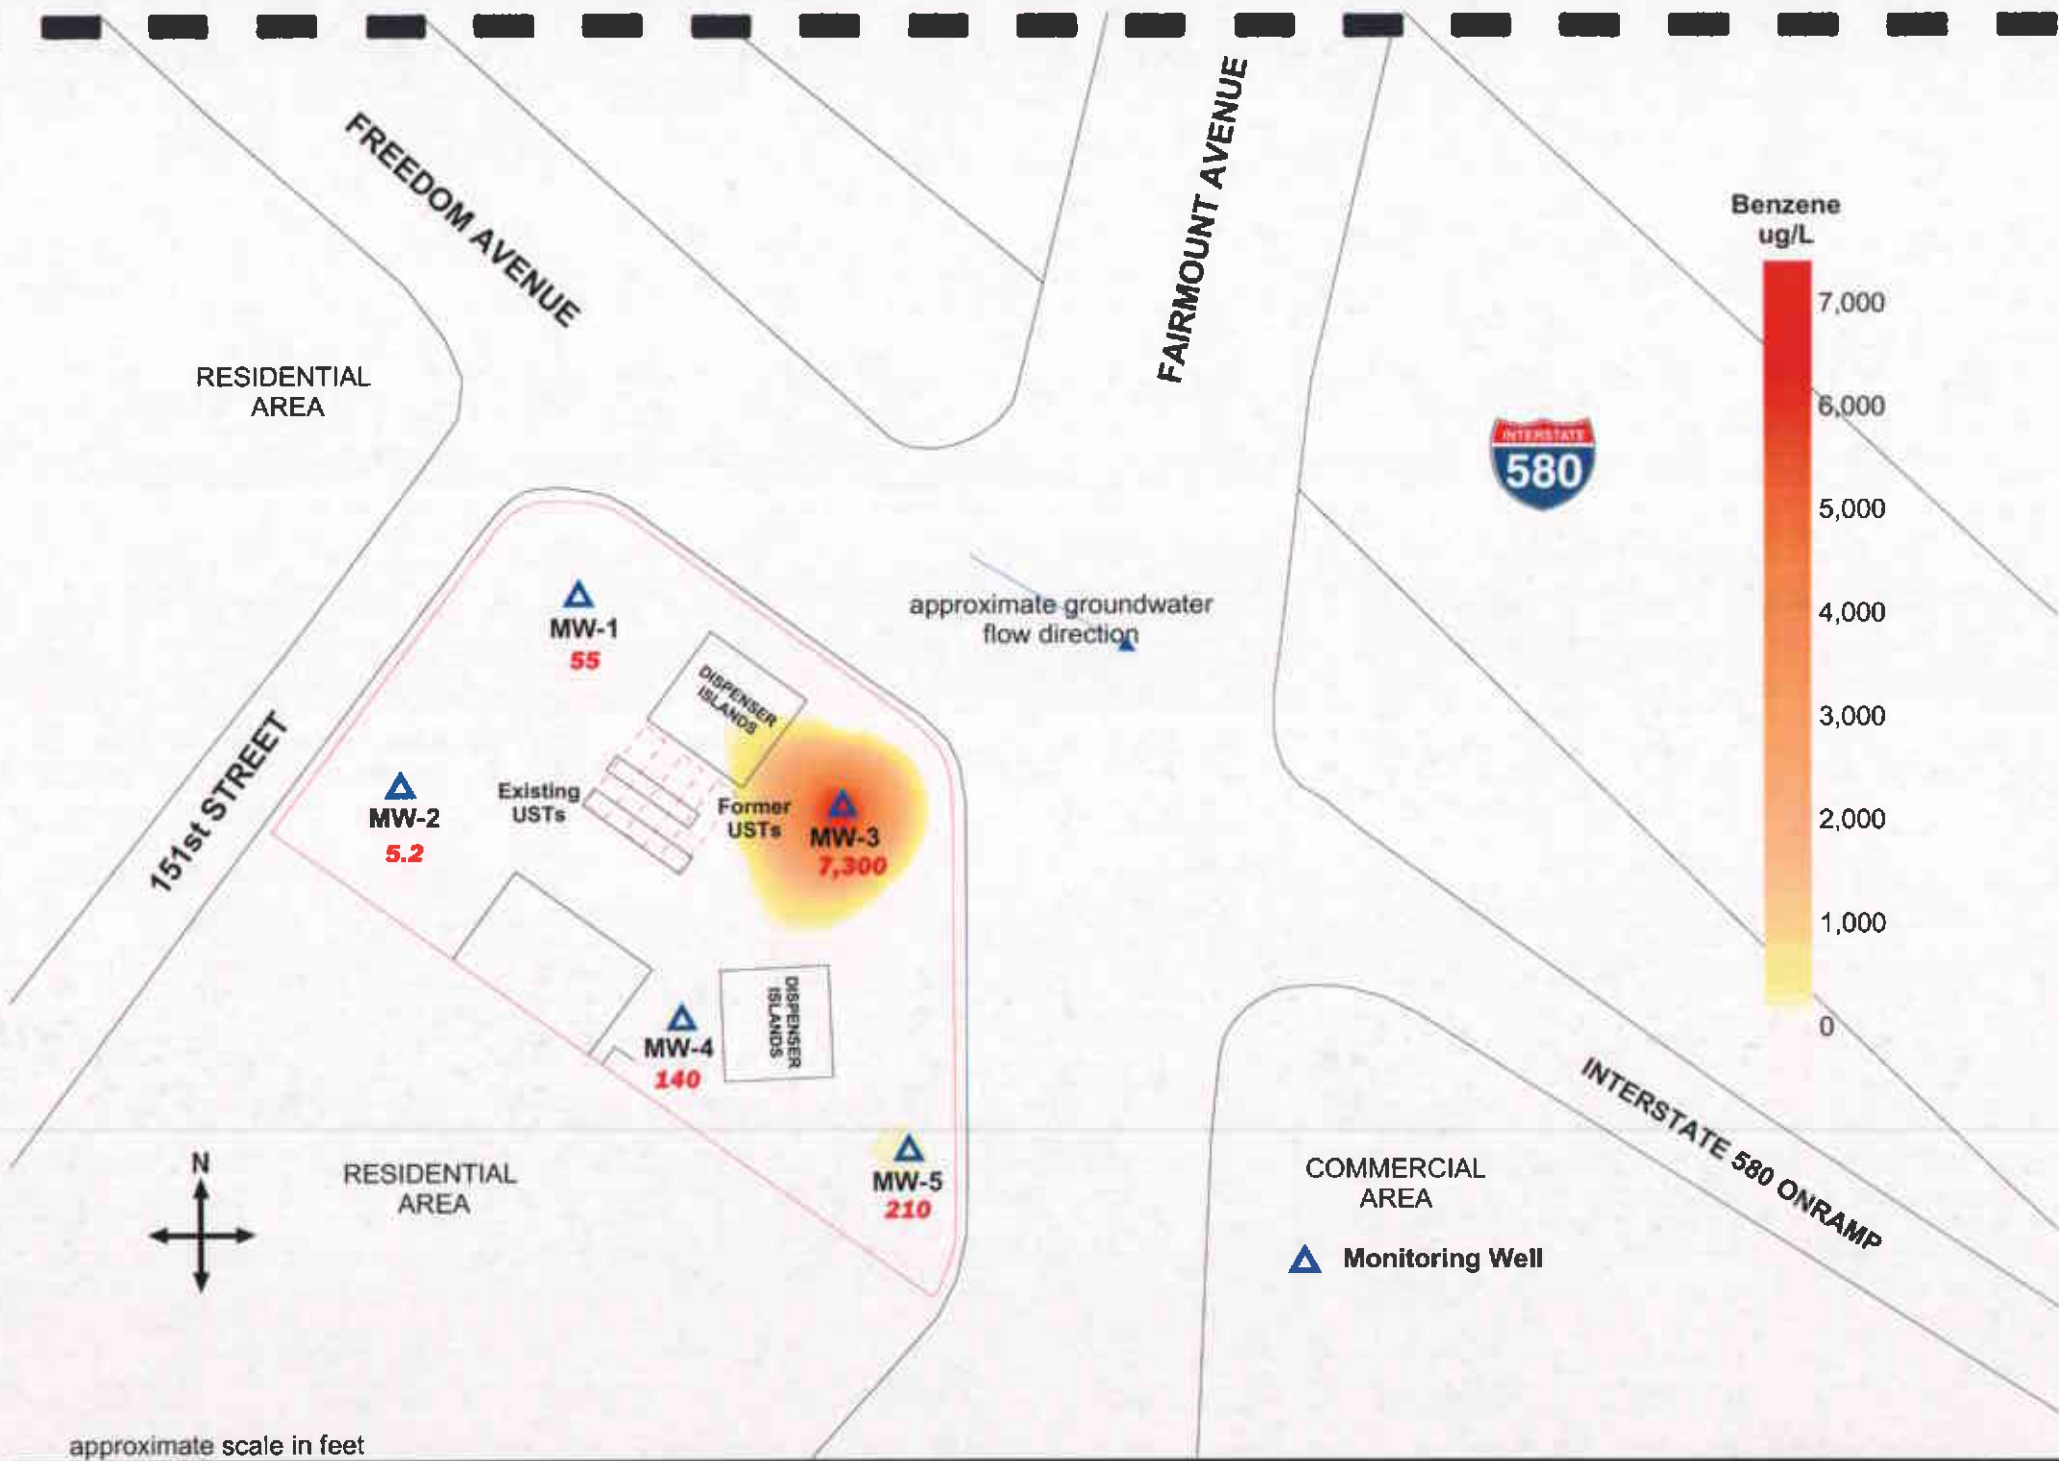 FREEDOM AVENUE
FAIRMOUNT AVENUE
Benzene
ug/L
7,000
6,000
5,000
4,000
3,000
2,000
1,000
0
RESIDENTIAL
AREA
INTERSTATE
580
approximate groundwater
flow direction
MW-1
55
DISPENSER
ISLANDS
151st STREET
MW-2
5.2
Existing
USTs
Former
USTs
MW-3
7,300
MW-4
140
DISPENSER
ISLANDS
MW-5
210
INTERSTATE 580 ONRAMP
N
RESIDENTIAL
AREA
COMMERCIAL
AREA
Monitoring Well
approximate scale in feet